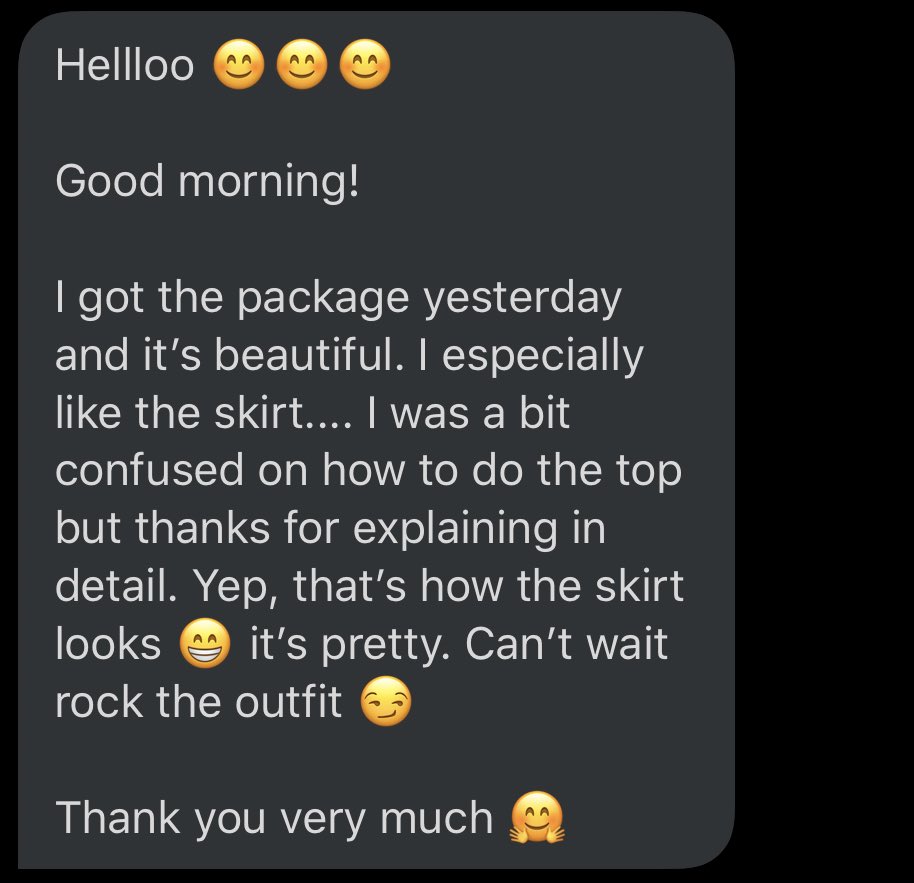 Hellloo 😊😊😊
Good morning!
I got the package yesterday
and it’s beautiful. I especially
like the skirt.... I was a bit
confused on how to do the top
but thanks for explaining in
detail. Yep, that’s how the skirt
looks 😁 it’s pretty. Can’t wait
rock the outfit 😏
Thank you very much 🤗